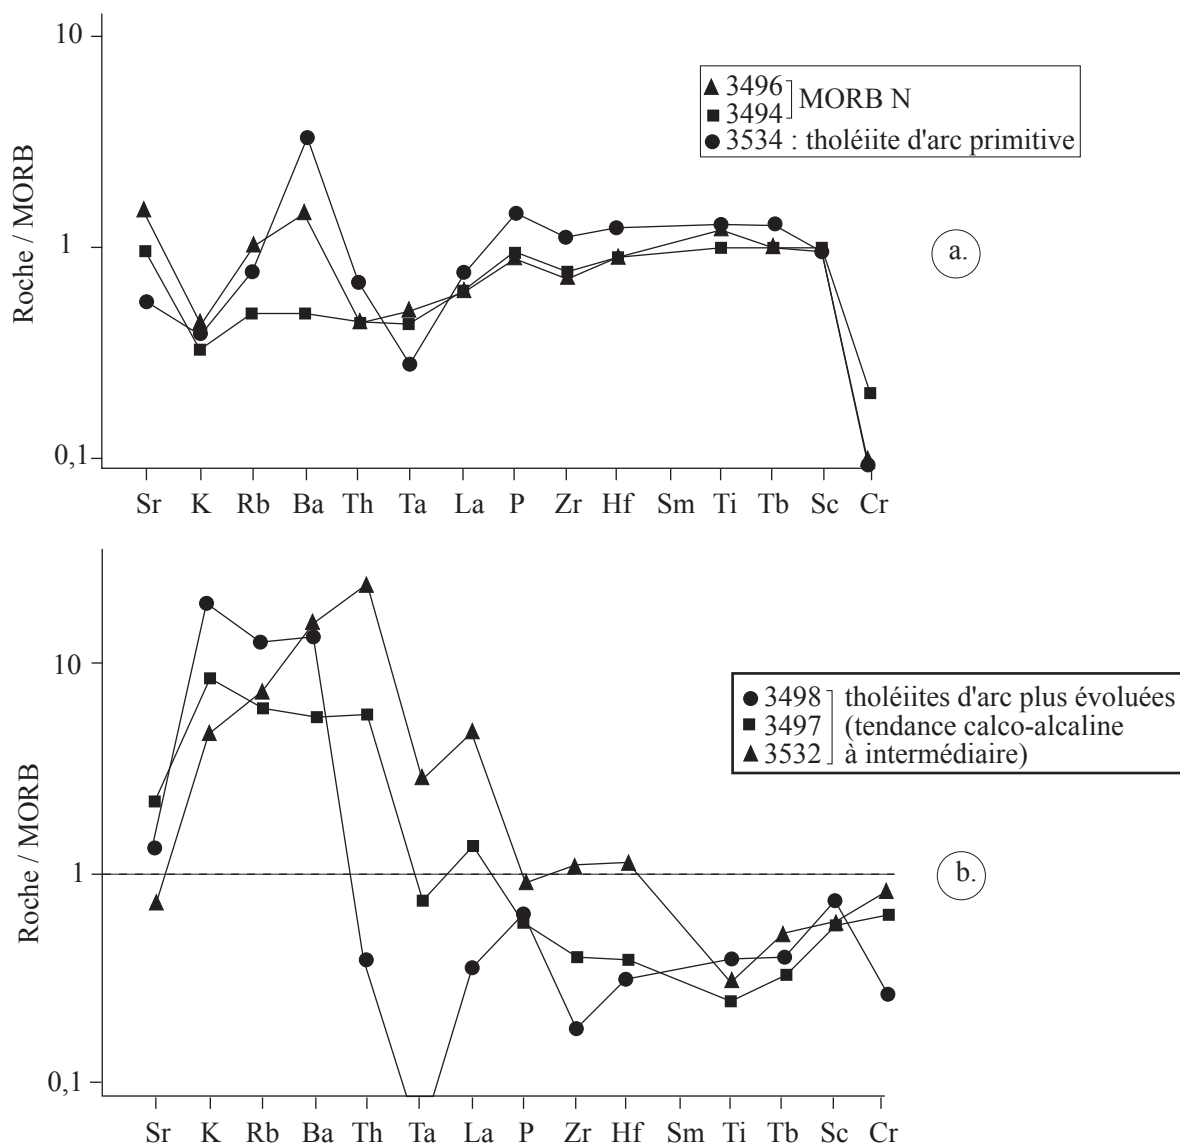 10
3496
MORB N
3494
3534 : tholéiite d'arc primitive
Roche / MORB
1
a.
0,1
Sr K Rb Ba Th Ta La P Zr Hf Sm Ti Tb Sc Cr
10
3498 tholéiites d'arc plus évoluées
3497 (tendance calco-alcaline
3532 à intermédiaire)
Roche / MORB
1
b.
0,1
Sr K Rb Ba Th Ta La P Zr Hf Sm Ti Tb Sc Cr